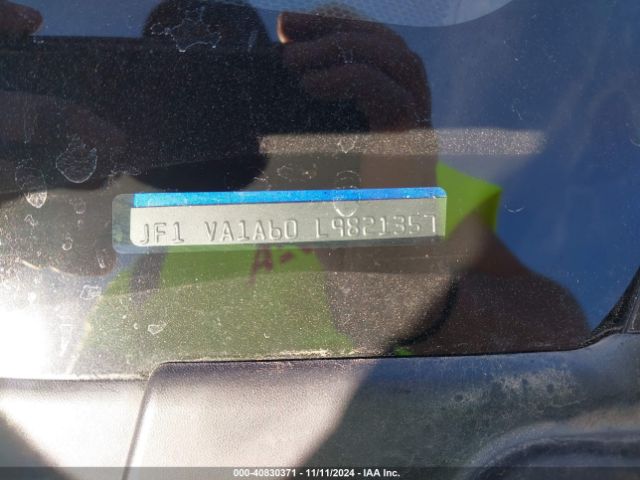 JF1 VA1A60 L9821357
000-40830371 - 11/11/2024 - IAA Inc.